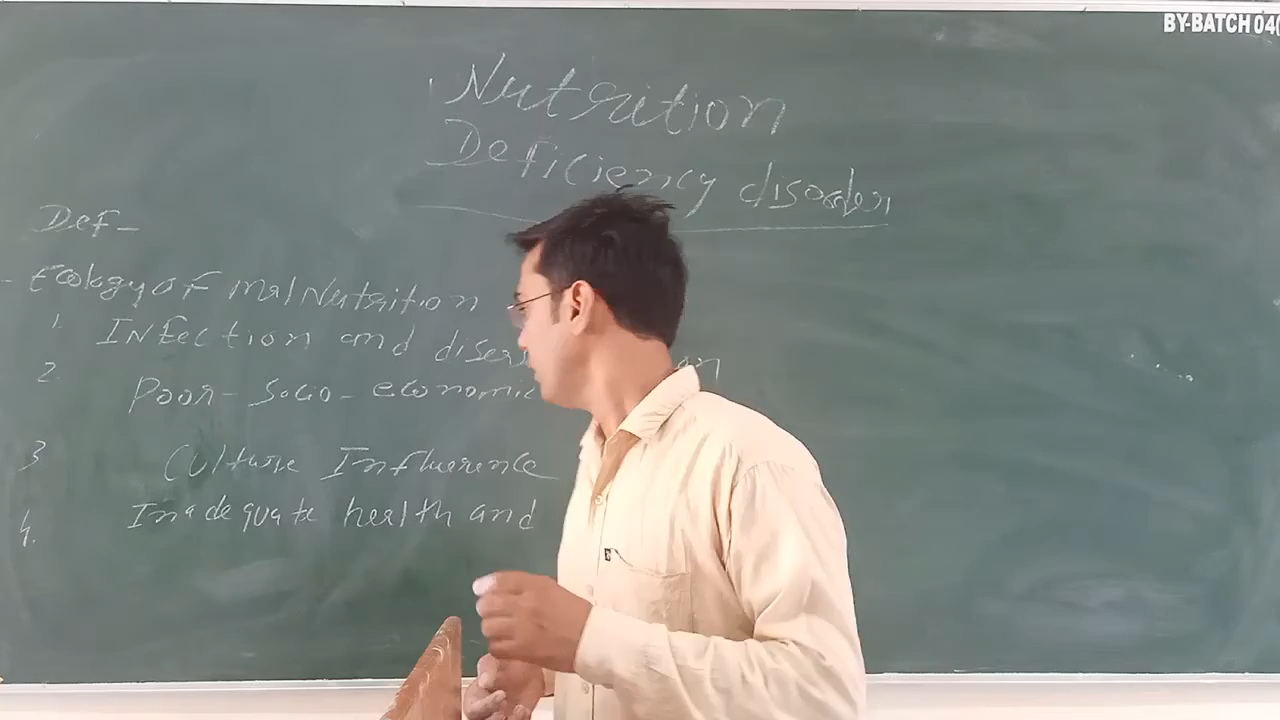 BY-BATCH 04(
Nutrition
Deficiency disorder
Def-
- Ecology of malNutrition
1. INFection and
2. Poor-Socio-economic
3 Culture Influerence
4. Inadequate health and